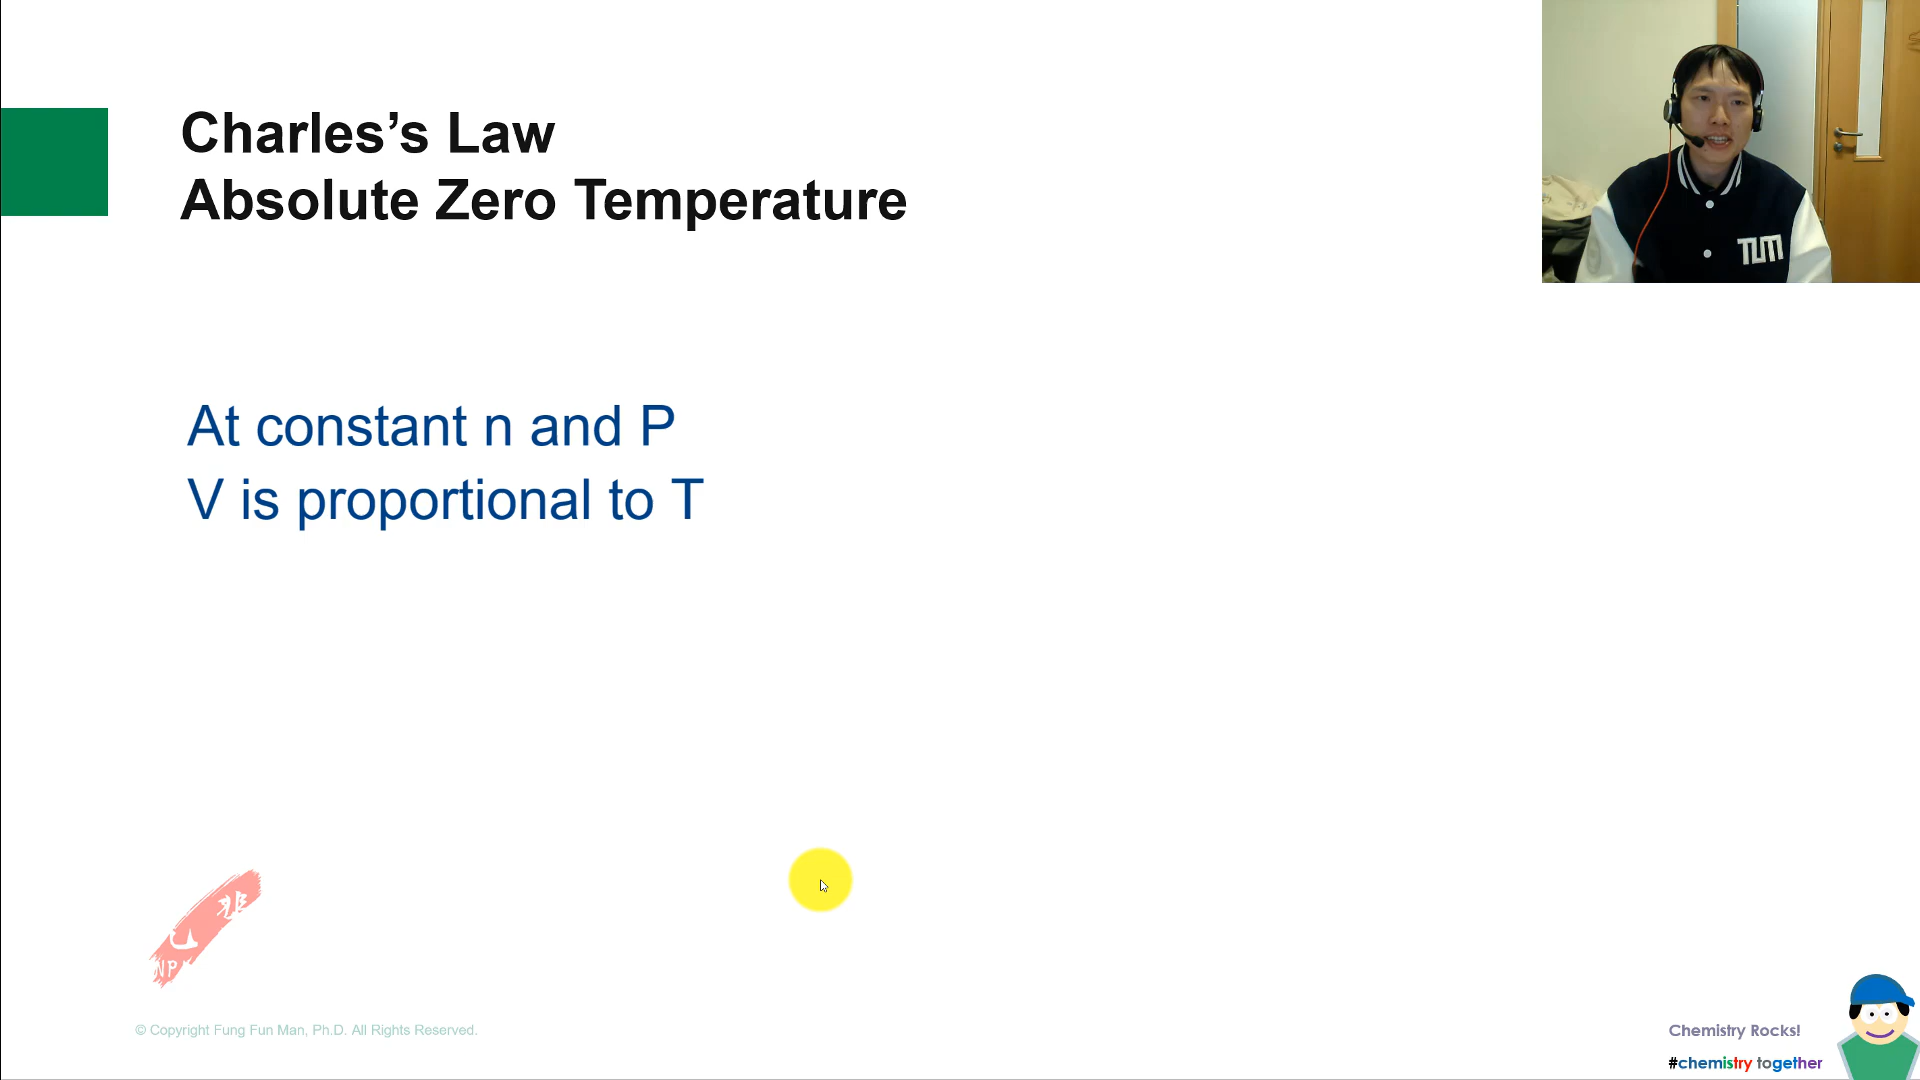 Charles’s Law
Absolute Zero Temperature
TUM
At constant n and P
V is proportional to T
© Copyright Fung Fun Man, Ph.D. All Rights Reserved.
Chemistry Rocks!
#chemistry together